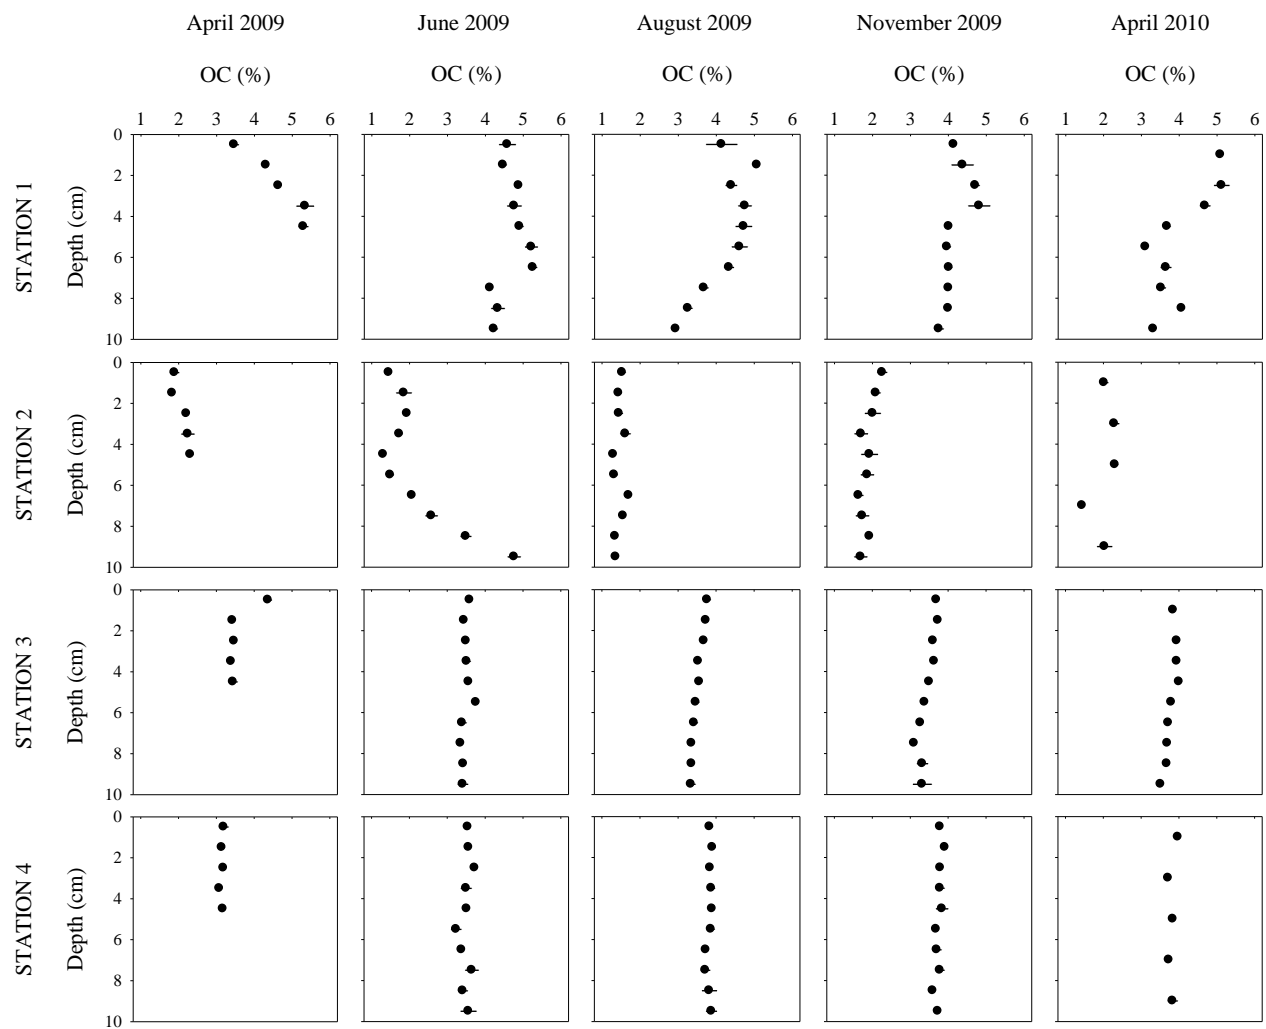 April 2009 June 2009 August 2009 November 2009 April 2010
OC (%) OC (%) OC (%) OC (%) OC (%)
1 2 3 4 5 6 1 2 3 4 5 6 1 2 3 4 5 6 1 2 3 4 5 6 1 2 3 4 5 6
STATION 1
Depth (cm)
0
2
4
6
8
10
STATION 2
Depth (cm)
0
2
4
6
8
10
STATION 3
Depth (cm)
0
2
4
6
8
10
STATION 4
Depth (cm)
0
2
4
6
8
10